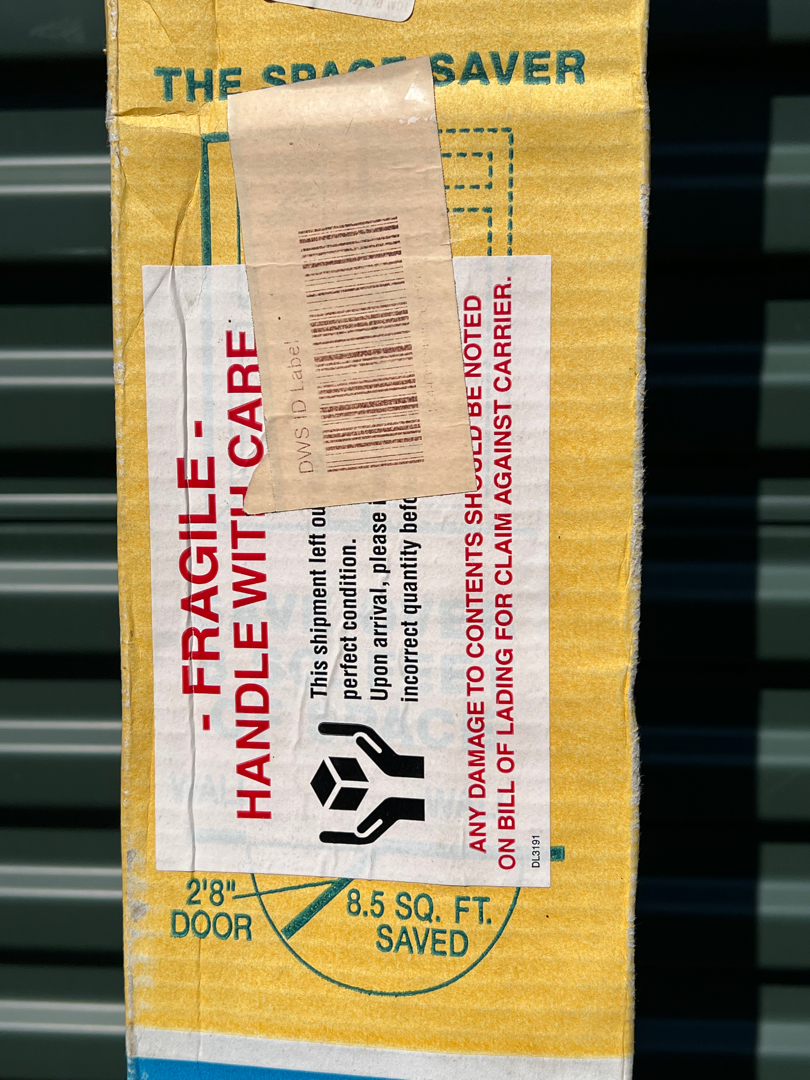 THE SPACE SAVER
DWS ID Label
- FRAGILE -
HANDLE WITH CARE
This shipment left
perfect condition.
Upon arrival, please
incorrect quantity
ANY DAMAGE TO CONTENTS SHOULD BE NOTED
ON BILL OF LADING FOR CLAIM AGAINST CARRIER.
DL3191
2'8"
DOOR
8.5 SQ. FT.
SAVED